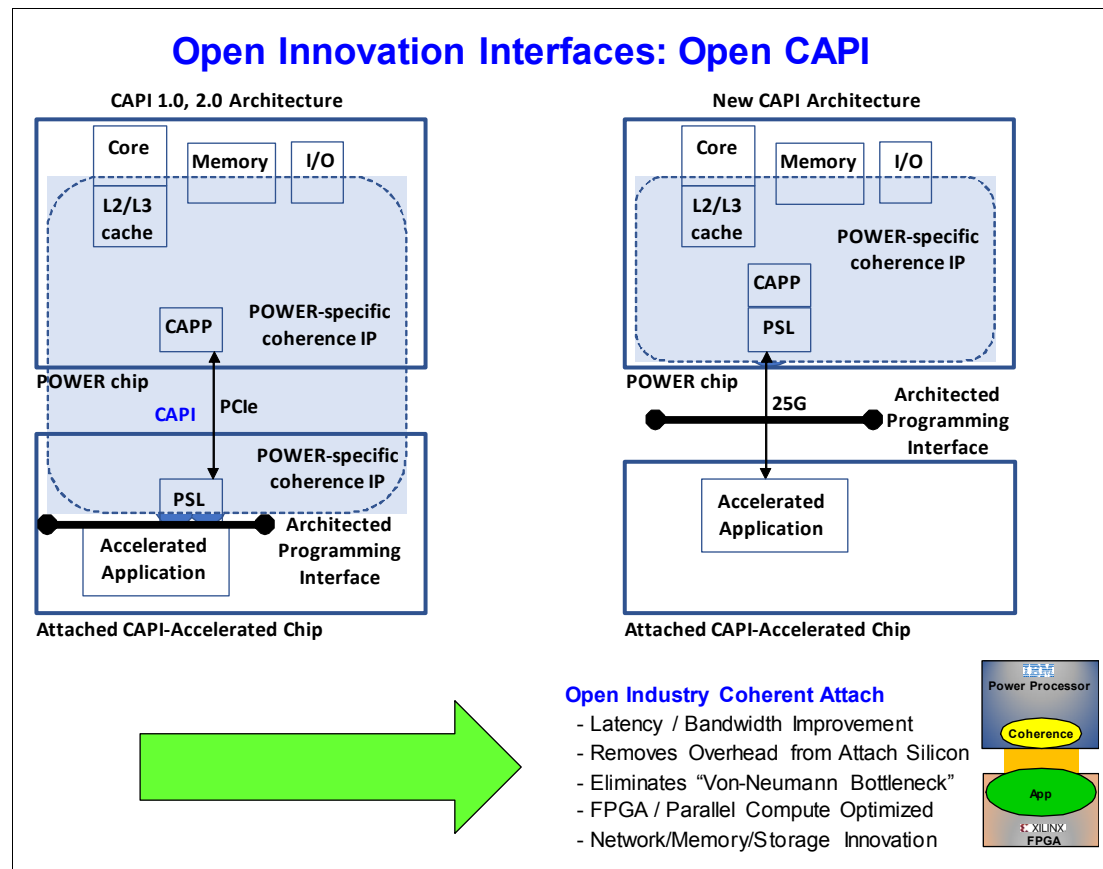 Open Innovation Interfaces: Open CAPI
CAPI 1.0, 2.0 Architecture
Core
Memory
I/O
L2/L3
cache
POWER-specific
coherence IP
CAPP
POWER chip
CAPI
PCIe
POWER-specific
coherence IP
PSL
Architected
Programming
Interface
Accelerated
Application
Attached CAPI-Accelerated Chip
New CAPI Architecture
Core
Memory
I/O
L2/L3
cache
POWER-specific
coherence IP
CAPP
PSL
POWER chip
25G
Architected
Programming
Interface
Accelerated
Application
Attached CAPI-Accelerated Chip
Open Industry Coherent Attach
- Latency / Bandwidth Improvement
- Removes Overhead from Attach Silicon
- Eliminates “Von-Neumann Bottleneck”
- FPGA / Parallel Compute Optimized
- Network/Memory/Storage Innovation
IBM
Power Processor
Coherence
App
XILINX
FPGA